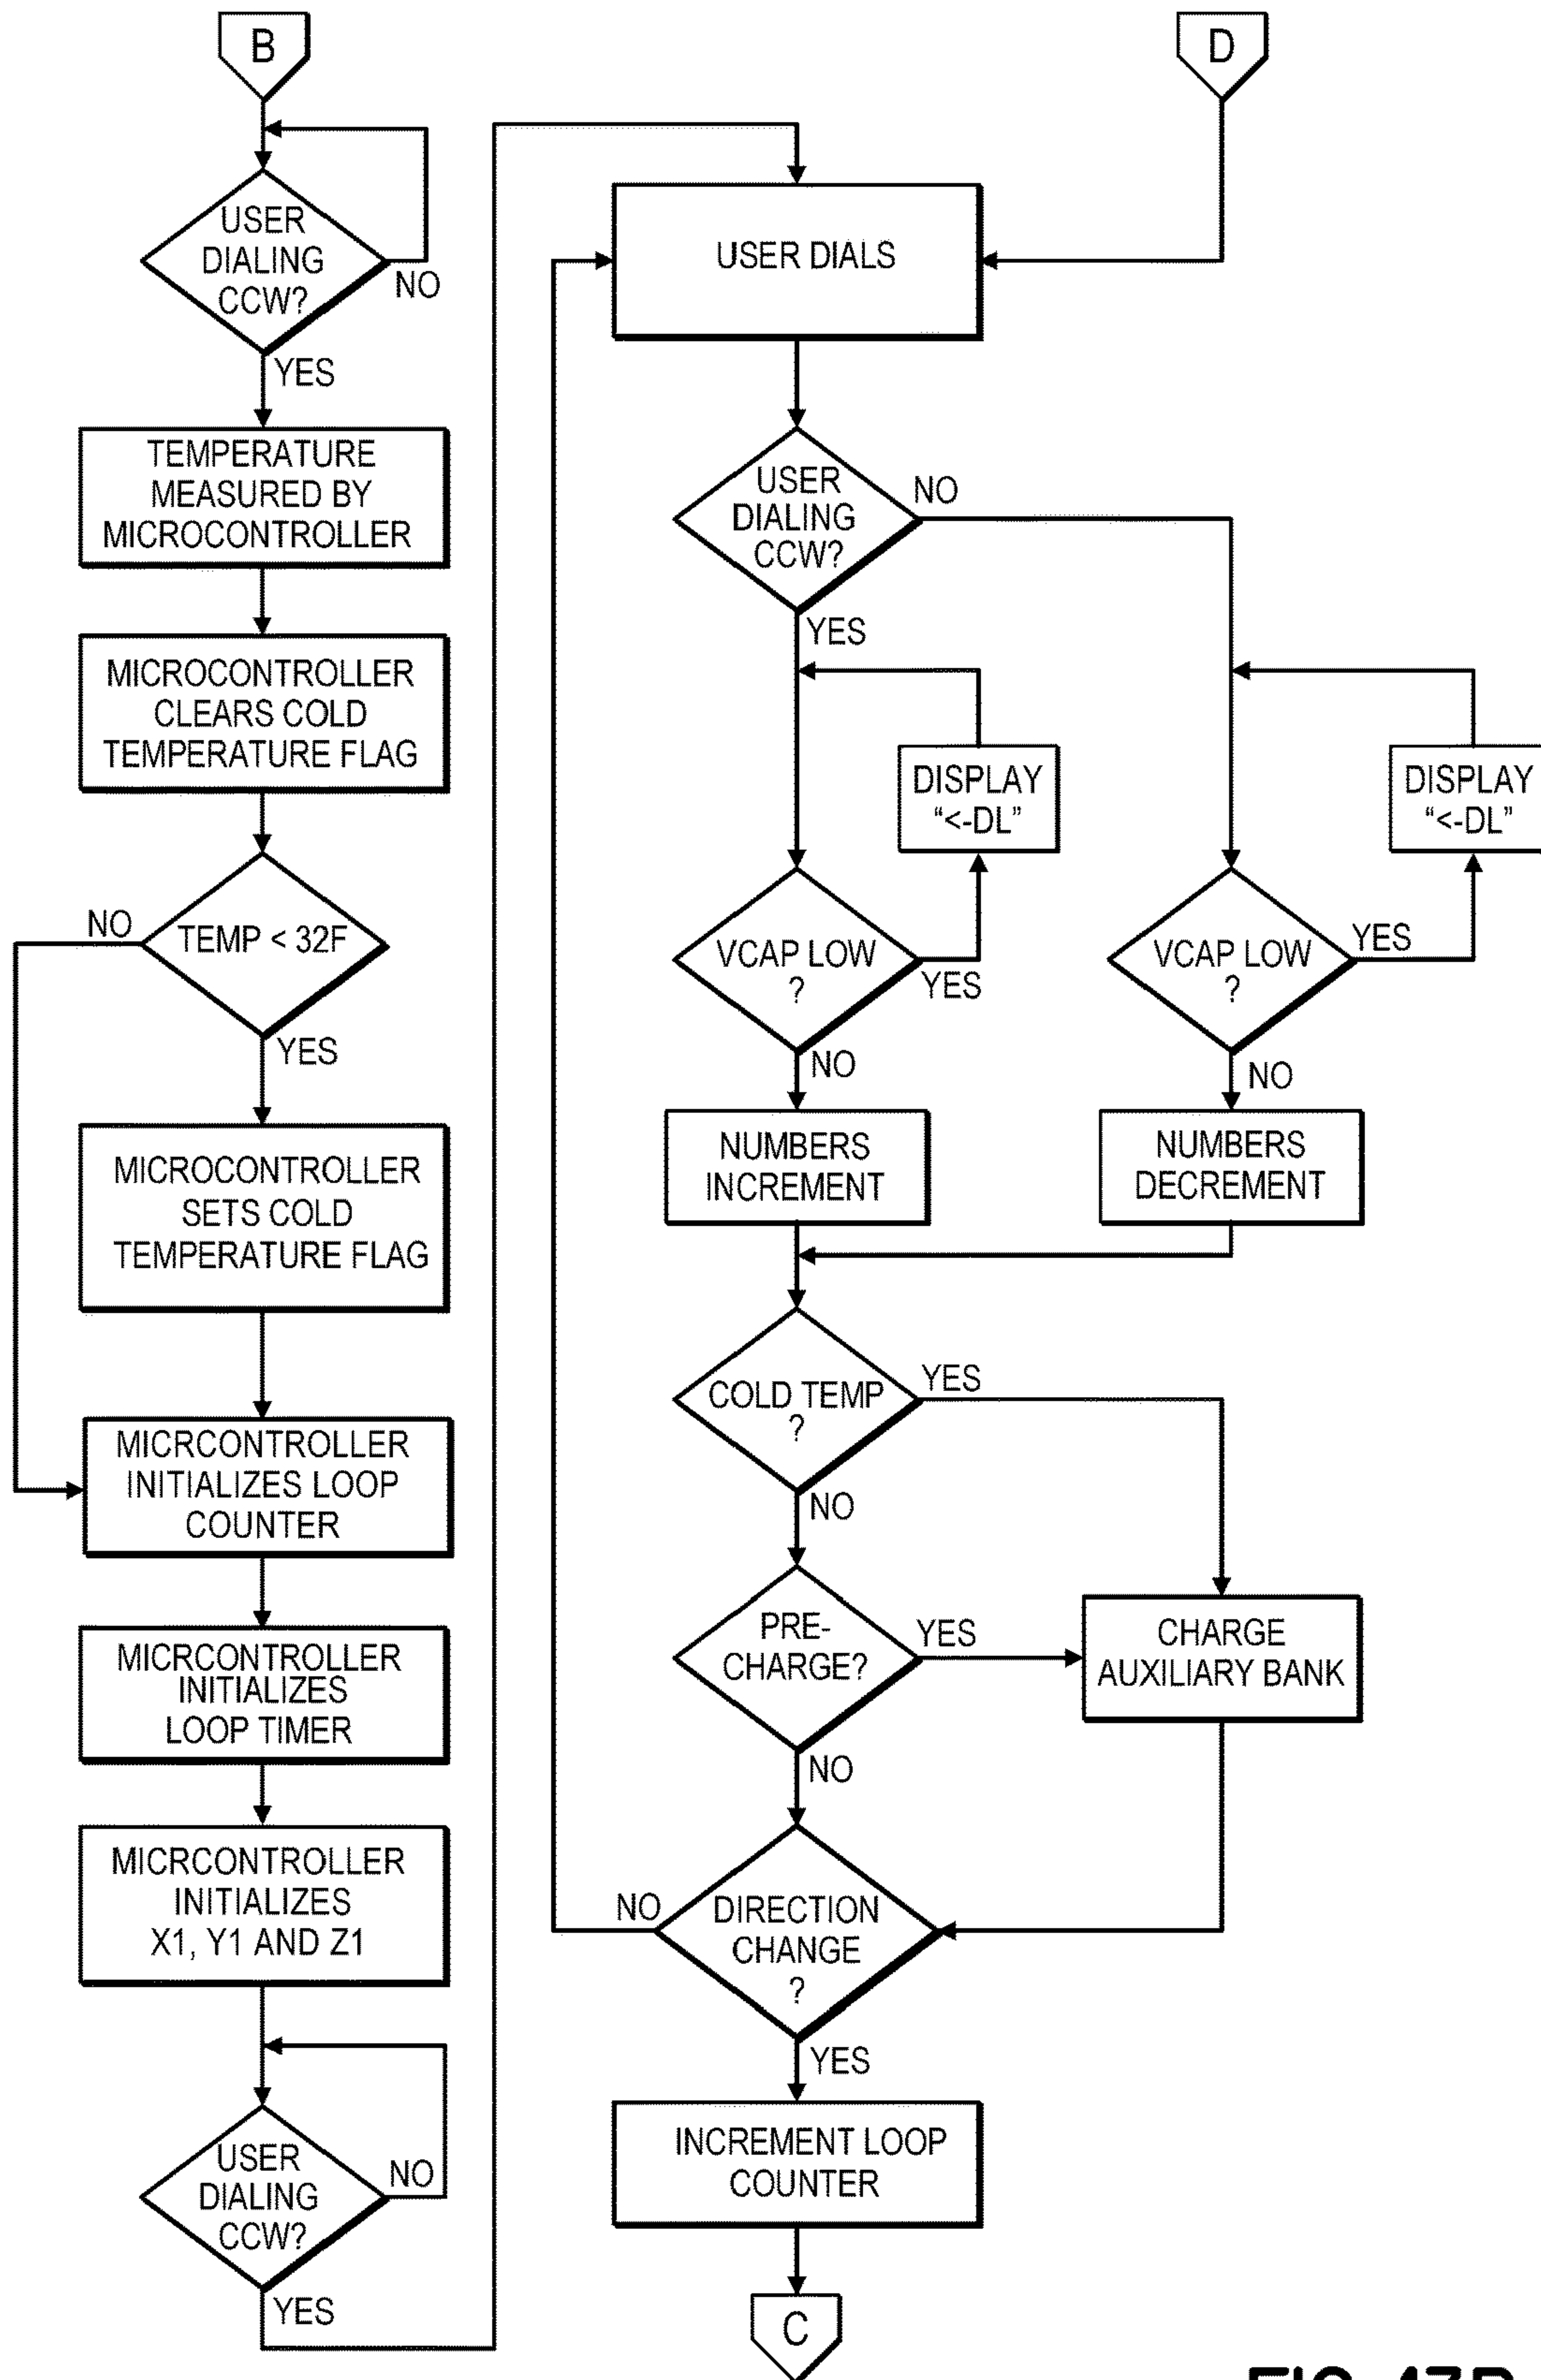 B
USER
DIALING
CCW?
NO
YES
TEMPERATURE
MEASURED BY
MICROCONTROLLER
MICROCONTROLLER
CLEARS COLD
TEMPERATURE FLAG
TEMP < 32F
NO
YES
MICROCONTROLLER
SETS COLD
TEMPERATURE FLAG
MICRCONTROLLER
INITIALIZES LOOP
COUNTER
MICRCONTROLLER
INITIALIZES
LOOP TIMER
MICRCONTROLLER
INITIALIZES
X1, Y1 AND Z1
USER
DIALING
CCW?
NO
YES
D
USER DIALS
USER
DIALING
CCW?
NO
YES
DISPLAY
“<-DL”
VCAP LOW
?
YES
NO
NUMBERS
INCREMENT
DISPLAY
“<-DL”
VCAP LOW
?
YES
NO
NUMBERS
DECREMENT
COLD TEMP
?
YES
NO
PRE-
CHARGE?
YES
NO
CHARGE
AUXILIARY BANK
DIRECTION
CHANGE
?
NO
YES
INCREMENT LOOP
COUNTER
C